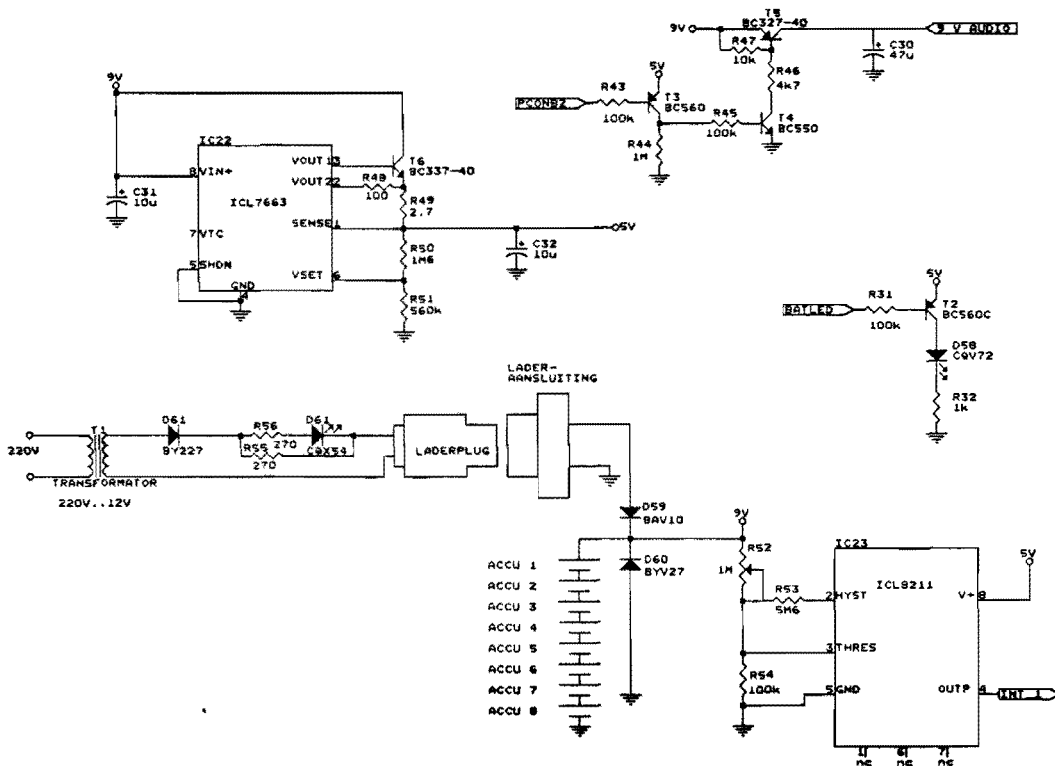 T5
BC327-40
9V
R47
10k
9 V AUDIO
C30
47u
R46
4k7
5V
T3
BC560
R43
100k
PCONB2
R45
100k
T4
BC550
R44
1M
9V
IC22
VOUT1 3
T6
BC337-40
8 VIN+
VOUT2 2
R48
100
C31
10u
ICL7663
R49
2.7
SENSE 1
5V
7 VTC
R50
1M6
C32
10u
5 SHDN
VSET 6
GND
4
R51
560k
5V
BATLED
R31
100k
T2
BC560C
D58
CQV72
R32
1k
LADER-
AANSLUITING
T1
D61
BY227
R56
270
D61
CQX54
R55
270
220V
LADERPLUG
TRANSFORMATOR
220V..12V
D59
BAV10
9V
IC23
5V
D60
BYV27
R52
1M
ICL8211
ACCU 1
ACCU 2
ACCU 3
ACCU 4
ACCU 5
ACCU 6
ACCU 7
ACCU 8
R53
5M6
2 HYST
V+ 8
3 THRES
R54
100k
5 GND
OUTP 4
INT_1
1 6 7